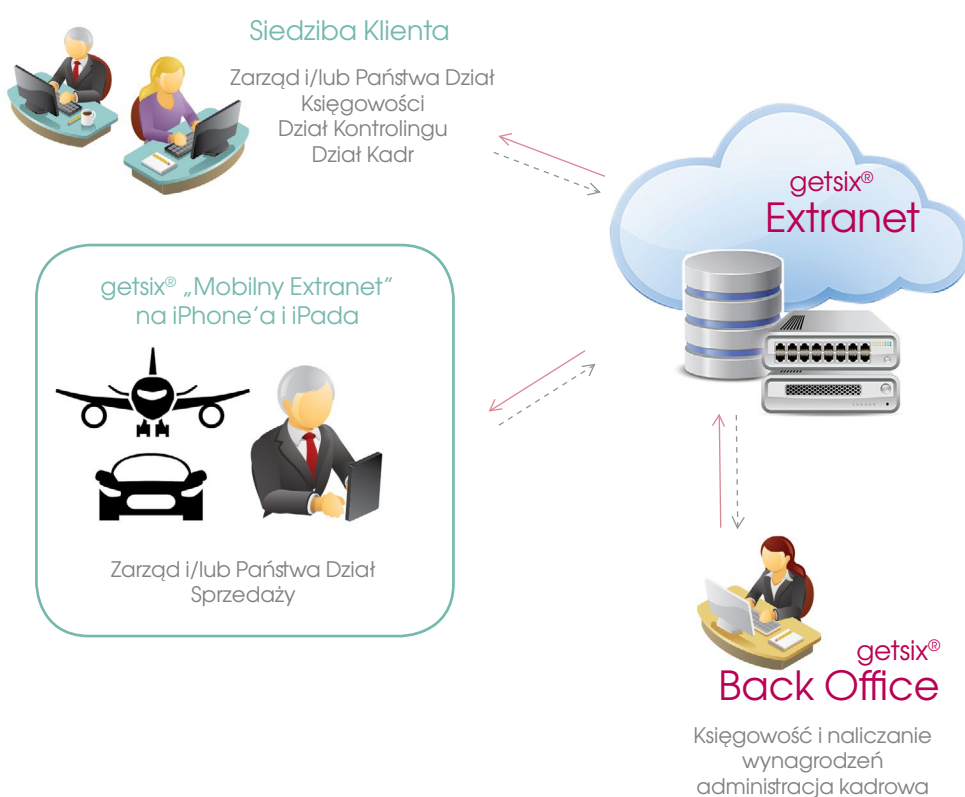 Siedziba Klienta
Zarząd i/lub Państwa Dział
Księgowości
Dział Kontrolingu
Dział Kadr
getsix®
Extranet
getsix® „Mobilny Extranet”
na iPhone´a i iPada
Zarząd i/lub Państwa Dział
Sprzedaży
getsix®
Back Office
Księgowość i naliczanie
wynagrodzeń
administracja kadrowa